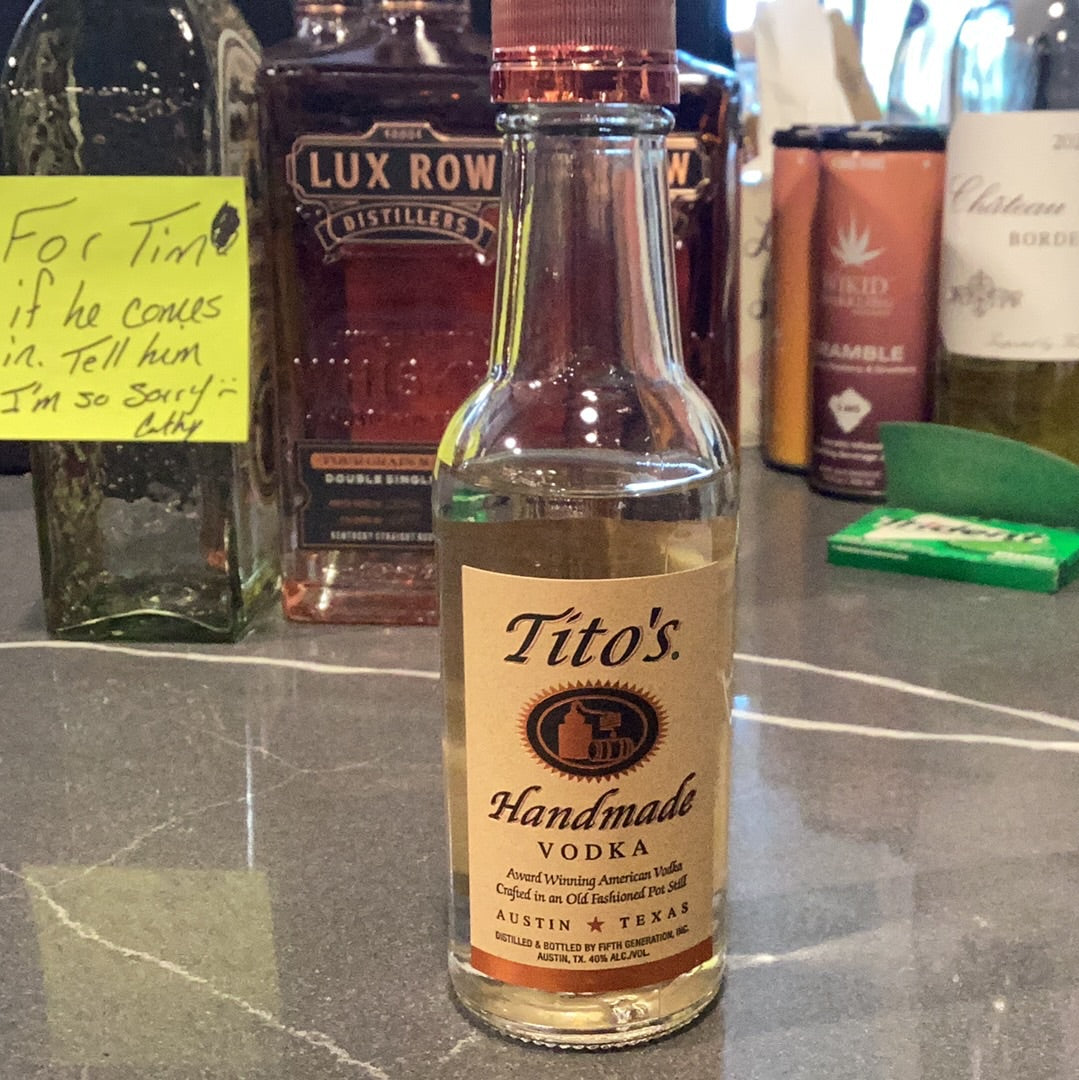 For Tim
if he comes
in. Tell him
I'm so sorry :-
Cathy
LUX ROW
DISTILLERS
DOUBLE SINGL
Tito's
Handmade
VODKA
Award Winning American Vodka
Crafted in an Old Fashioned Pot Still
AUSTIN ★ TEXAS
DISTILLED & BOTTLED BY FIFTH GENERATION, INC.
AUSTIN, TX. 40% ALC./VOL.
RAMBLE
Château
BORDE
Trident